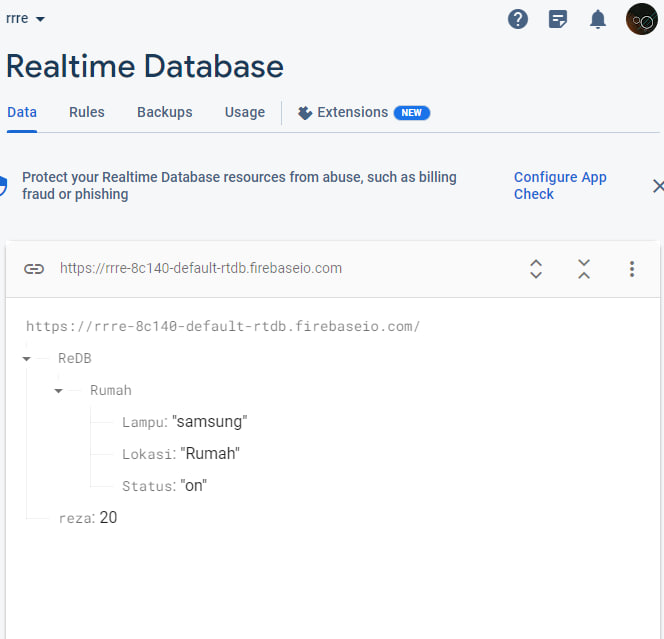 rrre
Realtime Database
Data Rules Backups Usage Extensions NEW
Protect your Realtime Database resources from abuse, such as billing
fraud or phishing
Configure App
Check
https://rrre-8c140-default-rtdb.firebaseio.com
https://rrre-8c140-default-rtdb.firebaseio.com/
ReDB
Rumah
Lampu: "samsung"
Lokasi: "Rumah"
Status: "on"
reza: 20